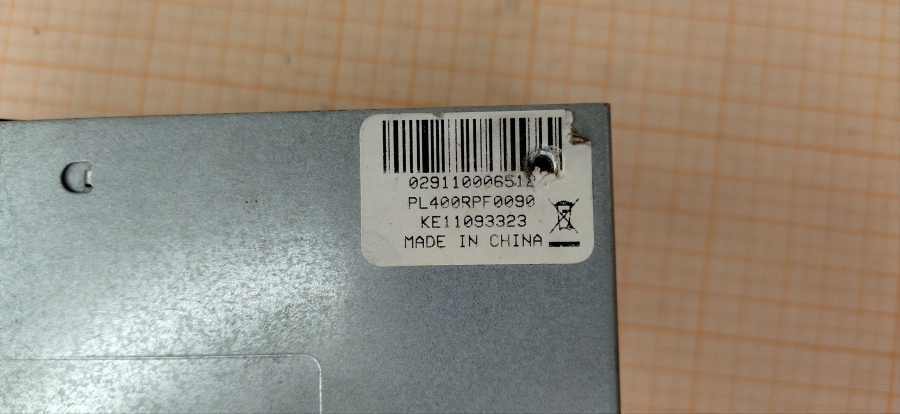 029110006512
PL400RPF0090
KE11093323
MADE IN CHINA